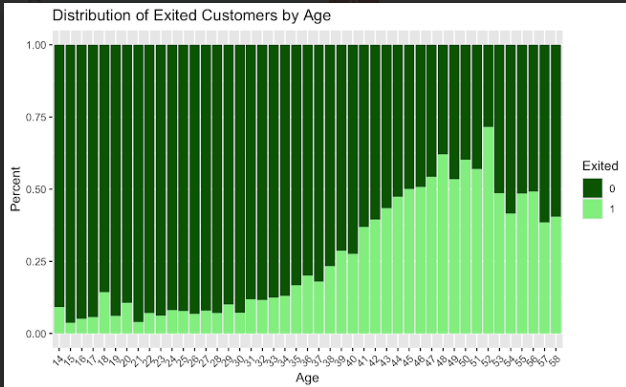 Distribution of Exited Customers by Age
1.00
0.75
0.50
0.25
0.00
Percent
14 15 16 17 18 19 20 21 22 23 24 25 26 27 28 29 30 31 32 33 34 35 36 37 38 39 40 41 42 43 44 45 46 47 48 49 50 51 52 53 54 55 56 57 58
Age
Exited
0
1